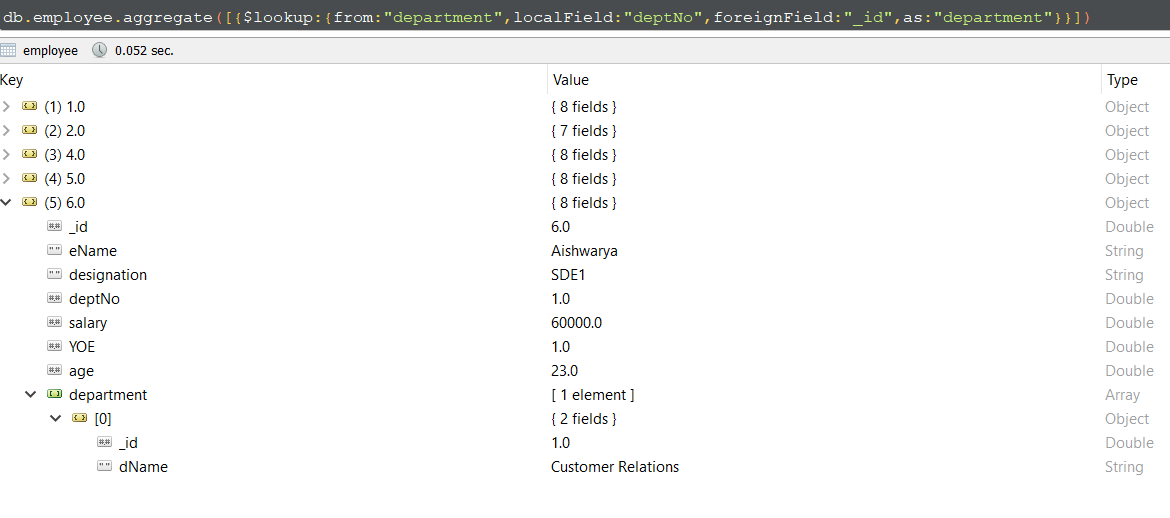 db.employee.aggregate([{$lookup:{from:"department",localField:"deptNo",foreignField:"_id",as:"department"}}])
employee 0.052 sec.
Key Value Type
(1) 1.0 { 8 fields } Object
(2) 2.0 { 7 fields } Object
(3) 4.0 { 8 fields } Object
(4) 5.0 { 8 fields } Object
(5) 6.0 { 8 fields } Object
_id 6.0 Double
eName Aishwarya String
designation SDE1 String
deptNo 1.0 Double
salary 60000.0 Double
YOE 1.0 Double
age 23.0 Double
department [ 1 element ] Array
[0] { 2 fields } Object
_id 1.0 Double
dName Customer Relations String